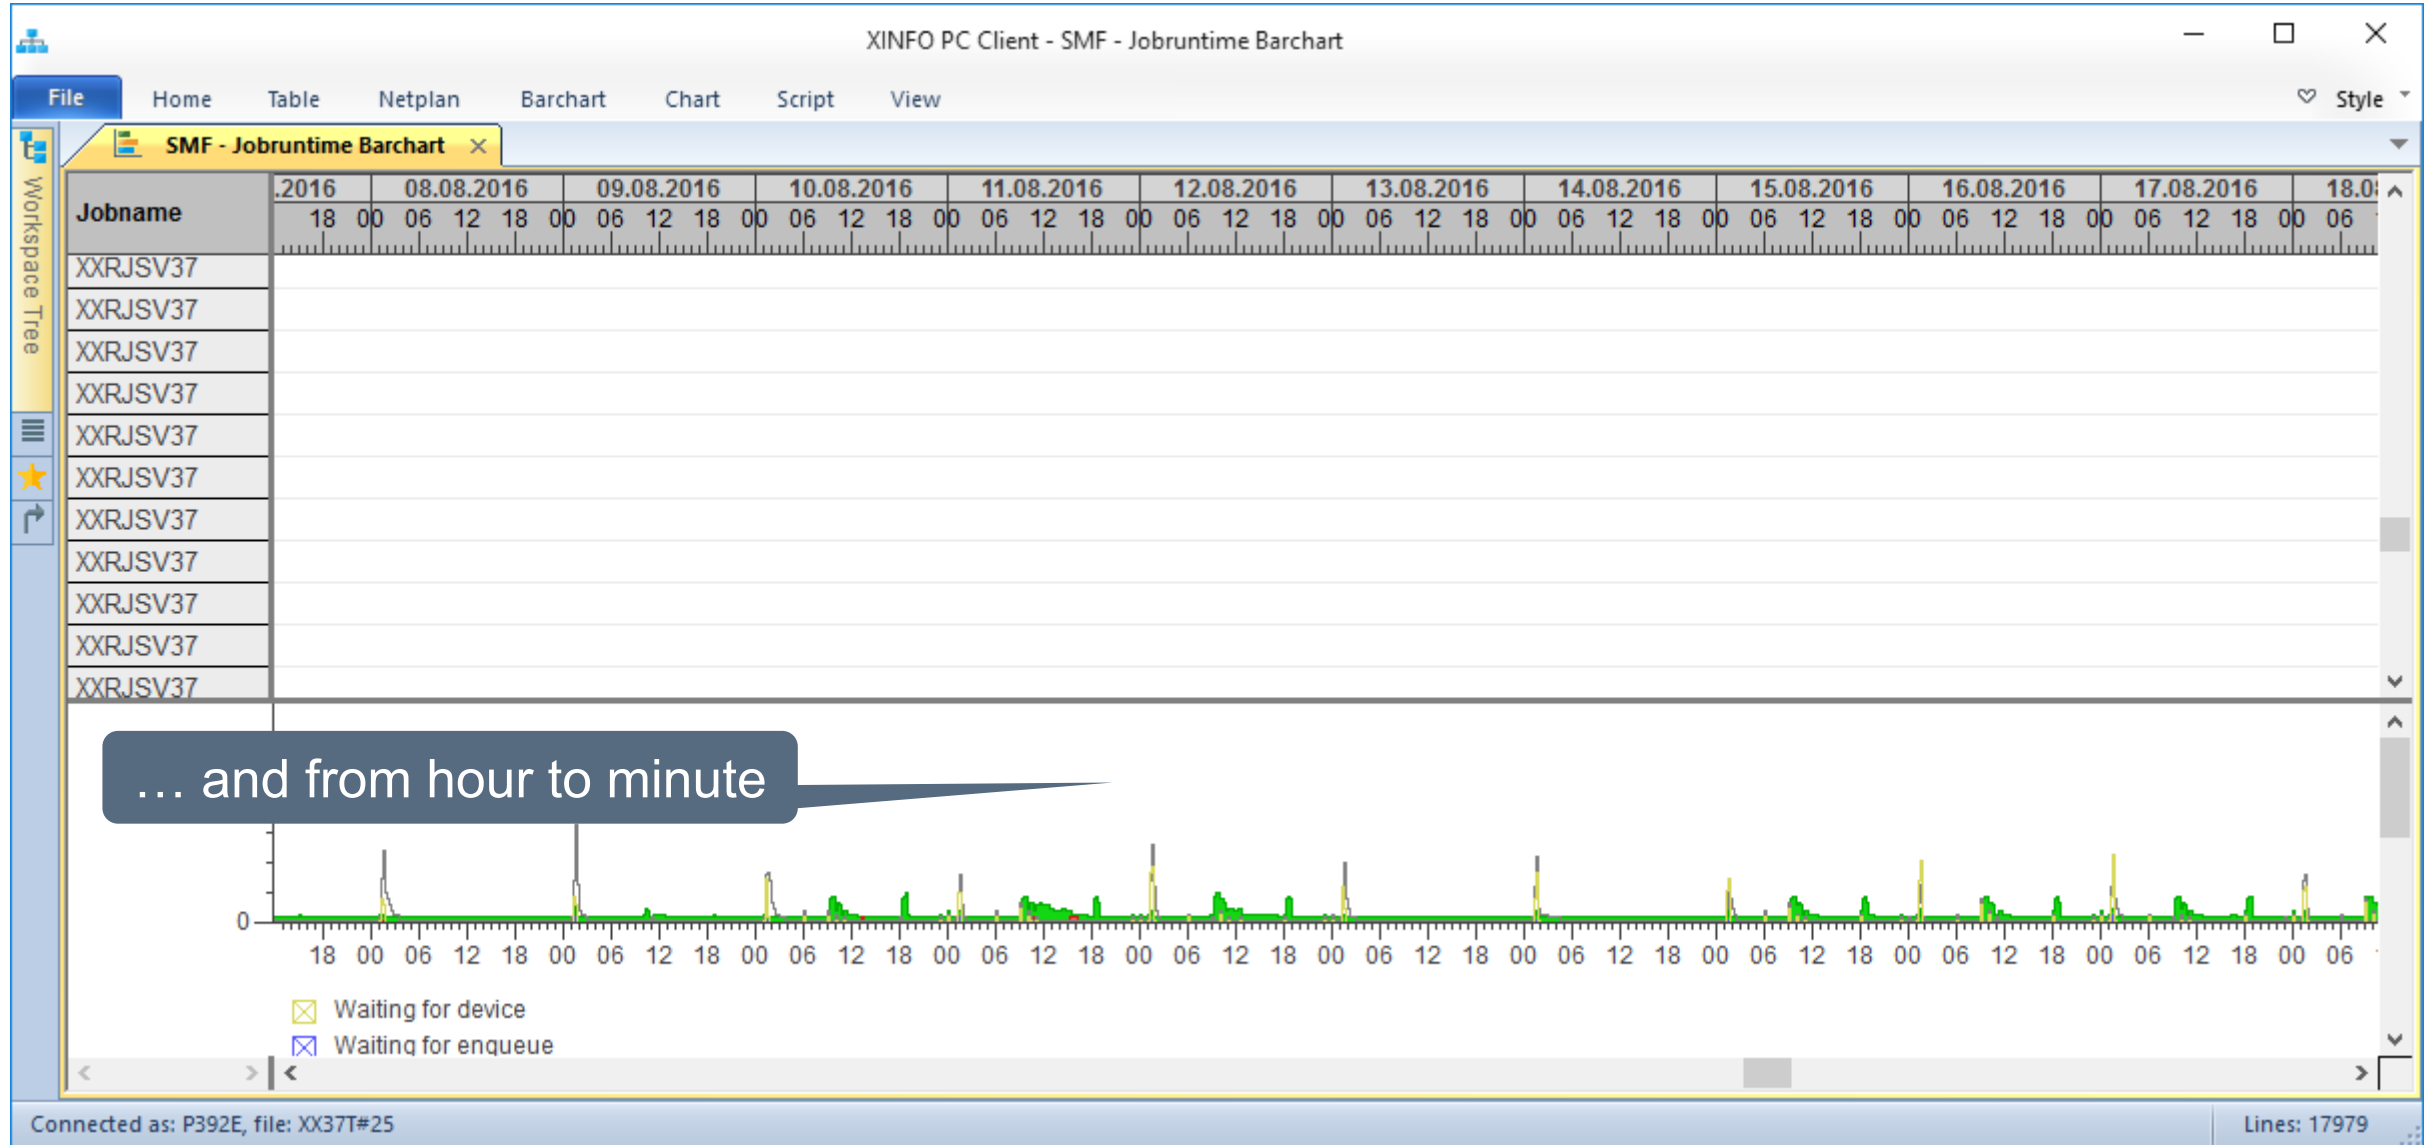 XINFO PC Client - SMF - Jobruntime Barchart
File Home Table Netplan Barchart Chart Script View Style
SMF - Jobruntime Barchart
Workspace Tree
Jobname
.2016 08.08.2016 09.08.2016 10.08.2016 11.08.2016 12.08.2016 13.08.2016 14.08.2016 15.08.2016 16.08.2016 17.08.2016 18.0
18 00 06 12 18 00 06 12 18 00 06 12 18 00 06 12 18 00 06 12 18 00 06 12 18 00 06 12 18 00 06 12 18 00 06 12 18 00 06 12 18 00 06
XXRJSV37
XXRJSV37
XXRJSV37
XXRJSV37
XXRJSV37
XXRJSV37
XXRJSV37
XXRJSV37
XXRJSV37
XXRJSV37
XXRJSV37
… and from hour to minute
0
18 00 06 12 18 00 06 12 18 00 06 12 18 00 06 12 18 00 06 12 18 00 06 12 18 00 06 12 18 00 06 12 18 00 06 12 18 00 06 12 18 00 06
Waiting for device
Waiting for enqueue
Connected as: P392E, file: XX37T#25
Lines: 17979